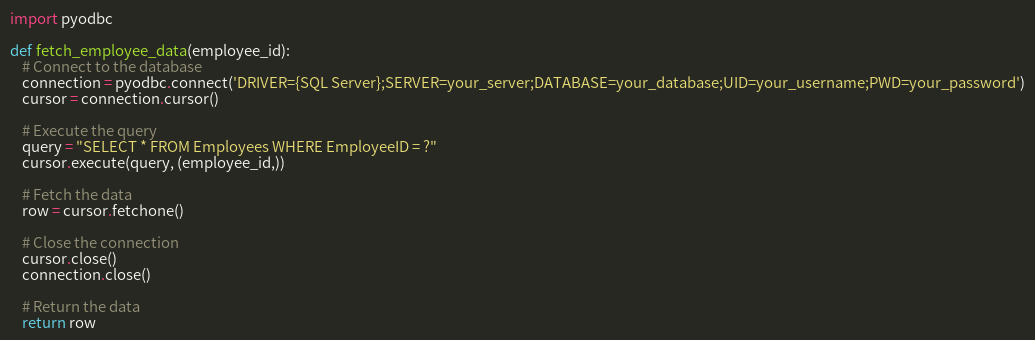 import pyodbc
def fetch_employee_data(employee_id):
# Connect to the database
connection = pyodbc.connect('DRIVER={SQL Server};SERVER=your_server;DATABASE=your_database;UID=your_username;PWD=your_password')
cursor = connection.cursor()
# Execute the query
query = "SELECT * FROM Employees WHERE EmployeeID = ?"
cursor.execute(query, (employee_id,))
# Fetch the data
row = cursor.fetchone()
# Close the connection
cursor.close()
connection.close()
# Return the data
return row